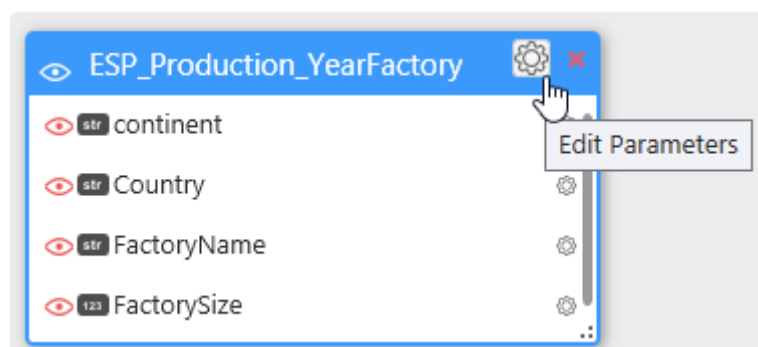 ESP_Production_YearFactory
str continent
Edit Parameters
str Country
str FactoryName
123 FactorySize